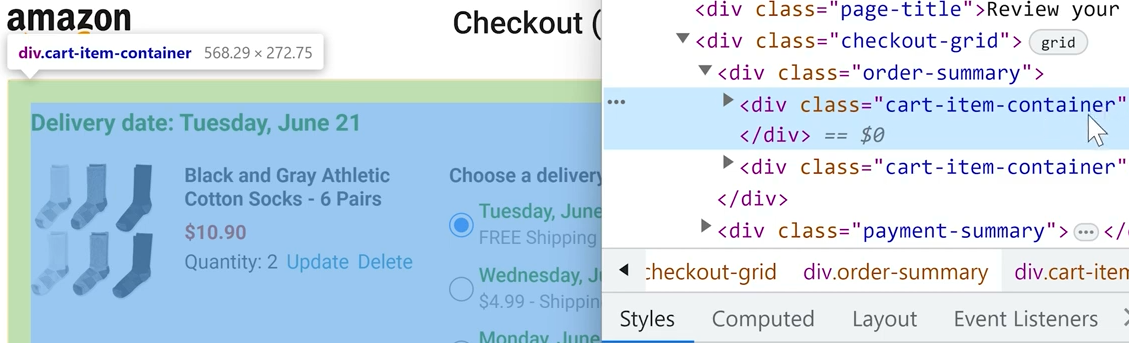 amazon
Checkout (
div.cart-item-container 568.29 × 272.75
Delivery date: Tuesday, June 21
Black and Gray Athletic
Cotton Socks - 6 Pairs
$10.90
Quantity: 2 Update Delete
Choose a delivery
Tuesday, June
FREE Shipping
Wednesday, Ju
$4.99 - Shippin
Monday, June
<div class="page-title">Review your
<div class="checkout-grid"> grid
<div class="order-summary">
... <div class="cart-item-container"
</div> == $0
<div class="cart-item-container"
</div>
<div class="payment-summary"> ... </
checkout-grid div.order-summary div.cart-item
Styles Computed Layout Event Listeners